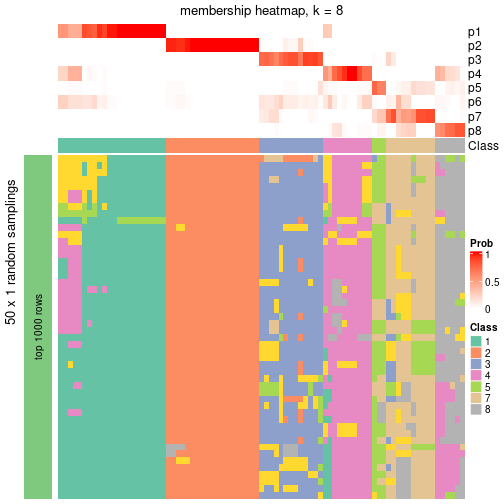 membership heatmap, k = 8
p1
p2
p3
p4
p5
p6
p7
p8
Class
50 x 1 random samplings
top 1000 rows
Prob
1
0.5
0
Class
1
2
3
4
5
6
7
8